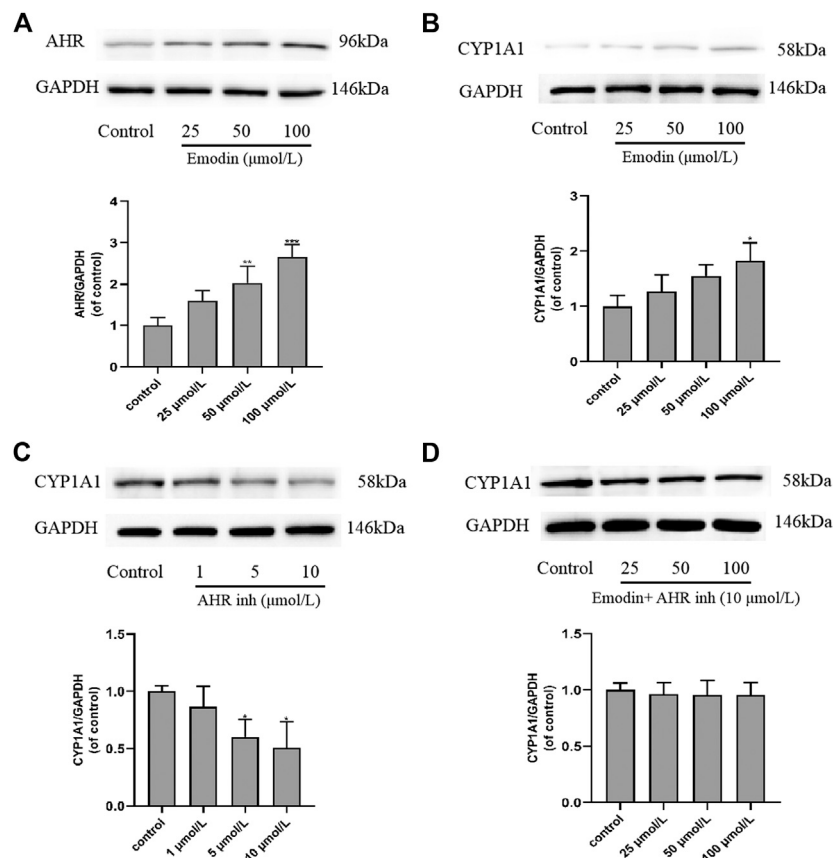 A
AHR
96kDa
GAPDH
146kDa
Control 25 50 100
Emodin (μmol/L)
AHR/GAPDH
(of control)
4
3
2
1
0
**
***
control
25 μmol/L
50 μmol/L
100 μmol/L
B
CYP1A1
58kDa
GAPDH
146kDa
Control 25 50 100
Emodin (μmol/L)
CYP1A1/GAPDH
(of control)
3
2
1
0
*
control
25 μmol/L
50 μmol/L
100 μmol/L
C
CYP1A1
58kDa
GAPDH
146kDa
Control 1 5 10
AHR inh (μmol/L)
CYP1A1/GAPDH
(of control)
1.5
1.0
0.5
0.0
*
*
control
1 μmol/L
5 μmol/L
10 μmol/L
D
CYP1A1
58kDa
GAPDH
146kDa
Control 25 50 100
Emodin+ AHR inh (10 μmol/L)
CYP1A1/GAPDH
(of control)
1.5
1.0
0.5
0.0
control
25 μmol/L
50 μmol/L
100 μmol/L